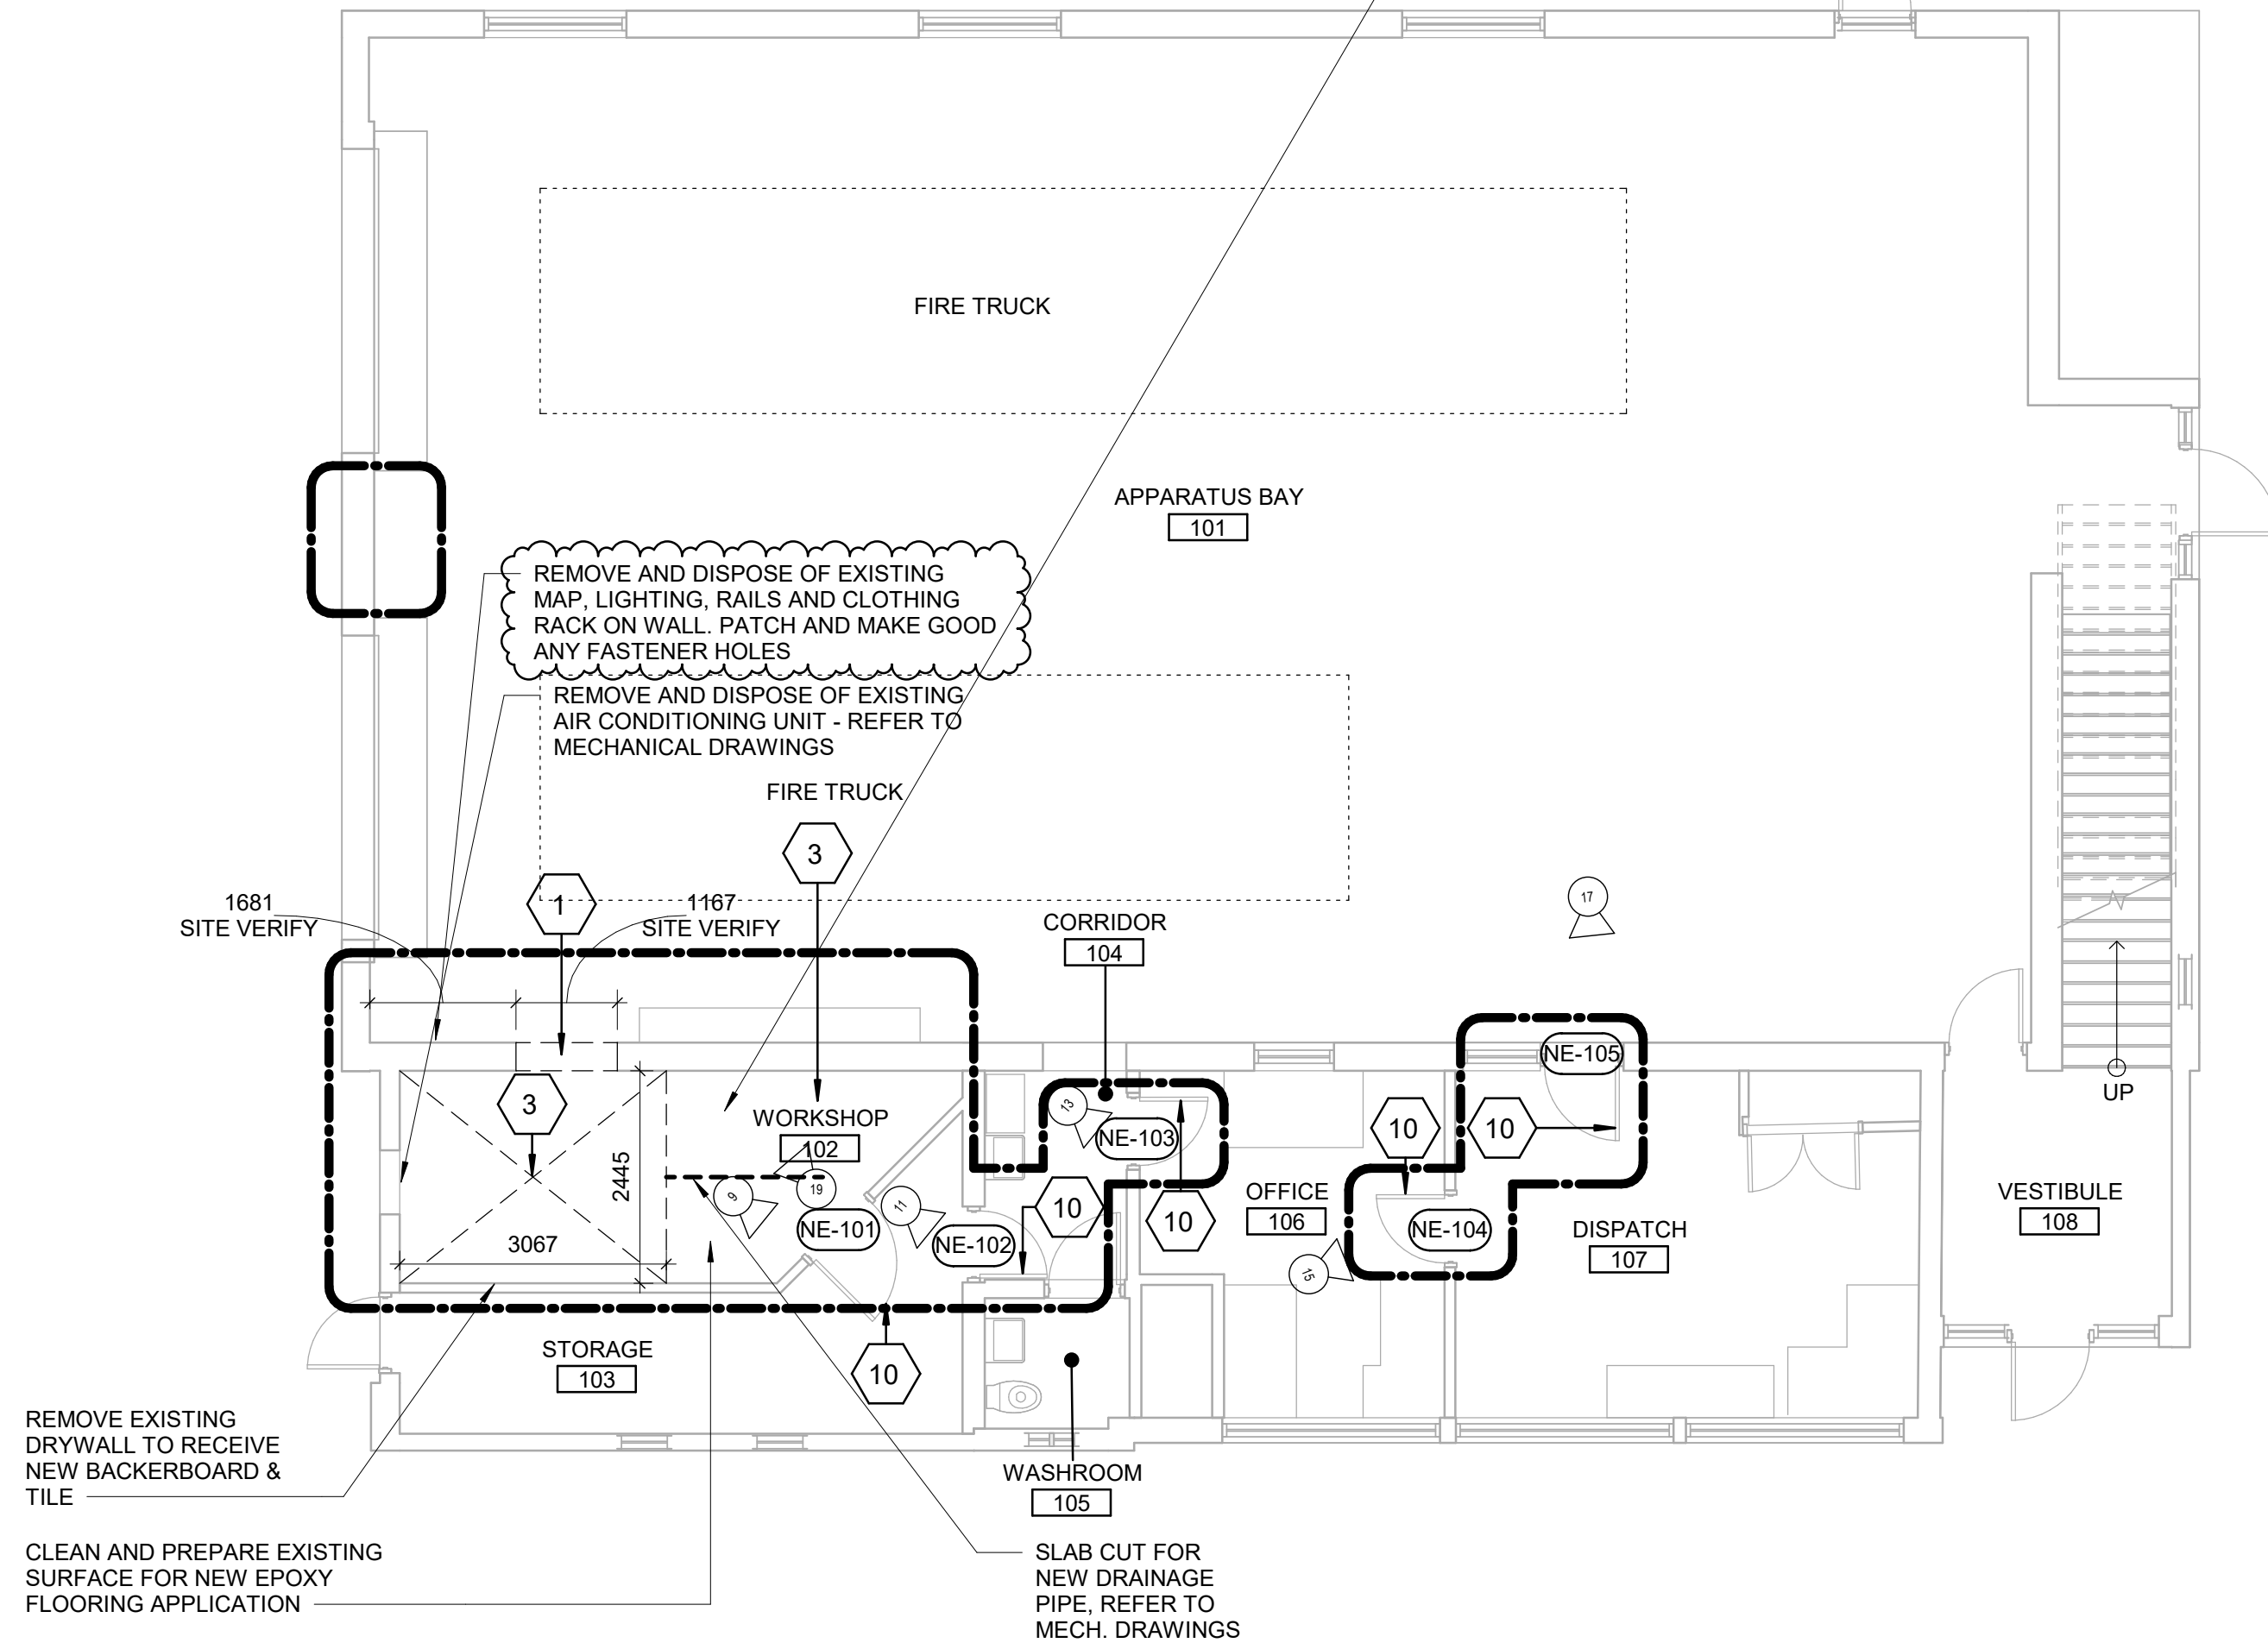 FIRE TRUCK
APPARATUS BAY
101
REMOVE AND DISPOSE OF EXISTING
MAP, LIGHTING, RAILS AND CLOTHING
RACK ON WALL. PATCH AND MAKE GOOD
ANY FASTENER HOLES
REMOVE AND DISPOSE OF EXISTING
AIR CONDITIONING UNIT - REFER TO
MECHANICAL DRAWINGS
FIRE TRUCK
3
1
1681
SITE VERIFY
1167
SITE VERIFY
17
CORRIDOR
104
NE-105
3
WORKSHOP
102
13
NE-103
10
10
UP
2445
3067
9
19
11
NE-101
NE-102
10
10
OFFICE
106
NE-104
15
DISPATCH
107
VESTIBULE
108
STORAGE
103
10
REMOVE EXISTING
DRYWALL TO RECEIVE
NEW BACKERBOARD &
TILE
WASHROOM
105
CLEAN AND PREPARE EXISTING
SURFACE FOR NEW EPOXY
FLOORING APPLICATION
SLAB CUT FOR
NEW DRAINAGE
PIPE, REFER TO
MECH. DRAWINGS